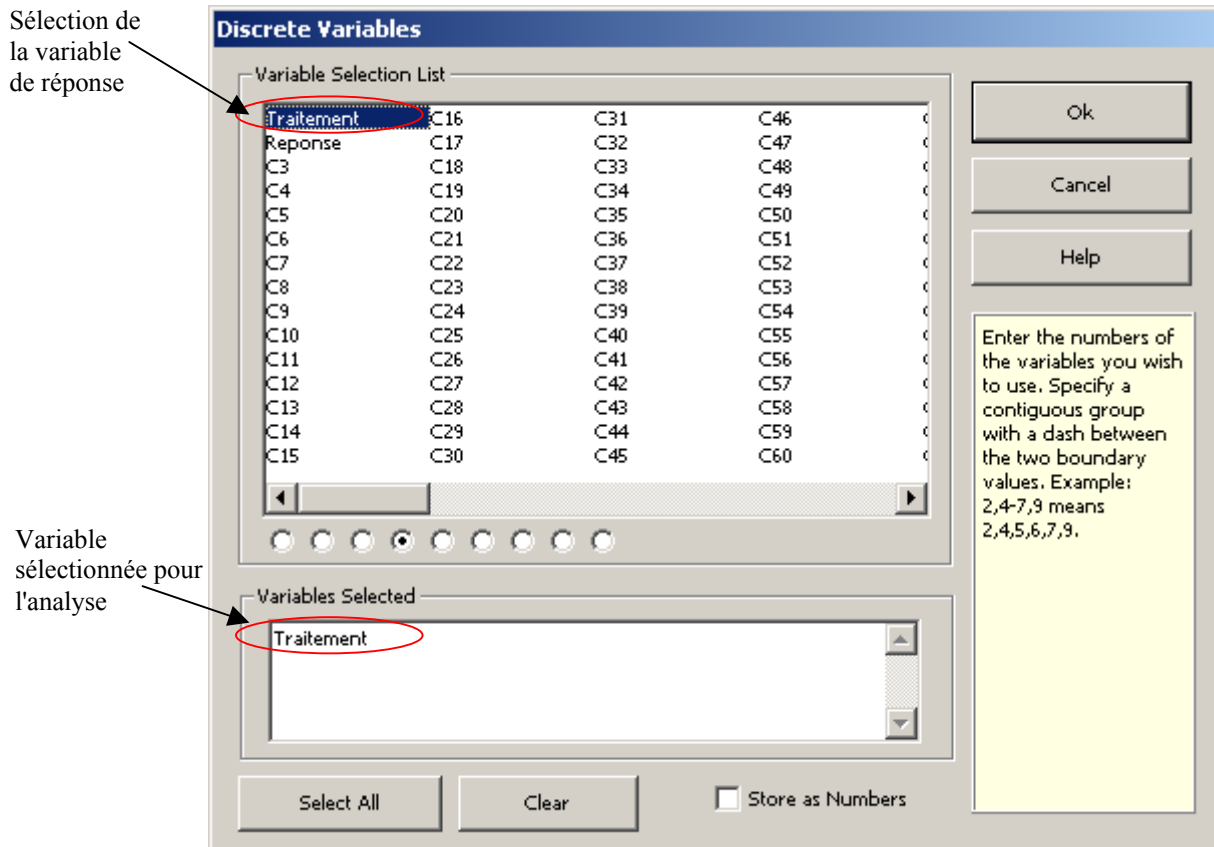 Sélection de
la variable
de réponse
Discrete Variables
Variable Selection List
Traitement C16 C31 C46
Reponse C17 C32 C47
C3 C18 C33 C48
C4 C19 C34 C49
C5 C20 C35 C50
C6 C21 C36 C51
C7 C22 C37 C52
C8 C23 C38 C53
C9 C24 C39 C54
C10 C25 C40 C55
C11 C26 C41 C56
C12 C27 C42 C57
C13 C28 C43 C58
C14 C29 C44 C59
C15 C30 C45 C60
Ok
Cancel
Help
Enter the numbers of
the variables you wish
to use. Specify a
contiguous group
with a dash between
the two boundary
values. Example:
2,4-7,9 means
2,4,5,6,7,9.
Variable
sélectionnée pour
l'analyse
Variables Selected
Traitement
Select All
Clear
Store as Numbers